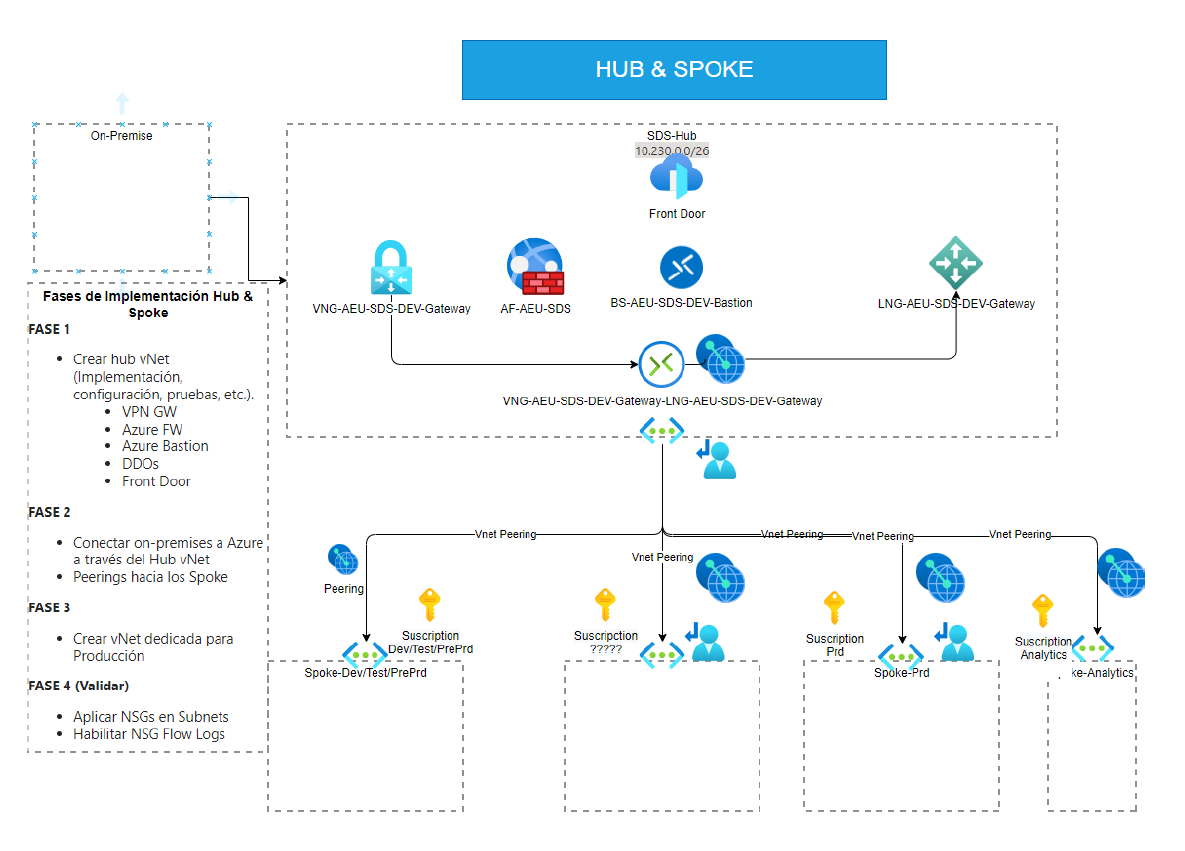 HUB & SPOKE
On-Premise
SDS-Hub
10.230.0.0/26
Front Door
VNG-AEU-SDS-DEV-Gateway
AF-AEU-SDS
BS-AEU-SDS-DEV-Bastion
LNG-AEU-SDS-DEV-Gateway
VNG-AEU-SDS-DEV-Gateway-LNG-AEU-SDS-DEV-Gateway
Fases de Implementación Hub &
Spoke
FASE 1
Crear hub vNet
(Implementación,
configuración, pruebas, etc.).
VPN GW
Azure FW
Azure Bastion
DDOs
Front Door
FASE 2
Conectar on-premises a Azure
a través del Hub vNet
Peerings hacia los Spoke
FASE 3
Crear vNet dedicada para
Producción
FASE 4 (Validar)
Aplicar NSGs en Subnets
Habilitar NSG Flow Logs
Vnet Peering
Vnet Peering
Vnet Peering
Vnet Peering
Vnet Peering
Peering
Suscription
Dev/Test/PrePrd
Spoke-Dev/Test/PrePrd
Suscripction
?????
Suscription
Prd
Spoke-Prd
Suscription
Analytics
ke-Analytics